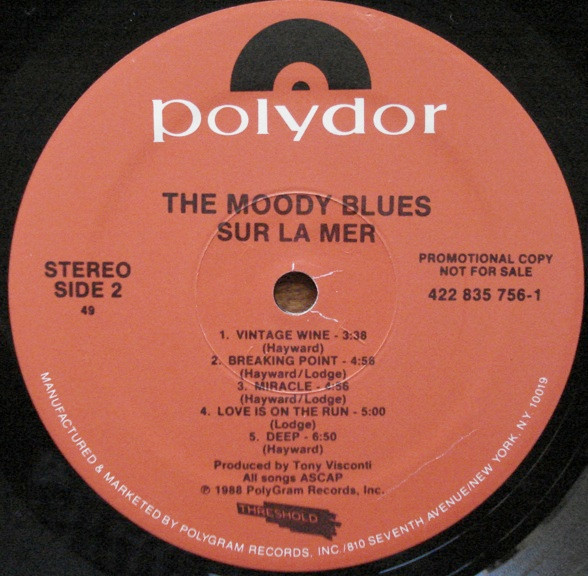 polydor
THE MOODY BLUES
SUR LA MER
STEREO
SIDE 2
49
PROMOTIONAL COPY
NOT FOR SALE
422 835 756-1
1. VINTAGE WINE - 3:38
(Hayward)
2. BREAKING POINT - 4:58
(Hayward/Lodge)
3. MIRACLE - 4:56
(Hayward/Lodge)
4. LOVE IS ON THE RUN - 5:00
(Lodge)
5. DEEP - 6:50
(Hayward)
Produced by Tony Visconti
All songs ASCAP
℗ 1988 PolyGram Records, Inc.
THRESHOLD
MANUFACTURED & MARKETED BY POLYGRAM RECORDS, INC./810 SEVENTH AVENUE/NEW YORK, NY 10019